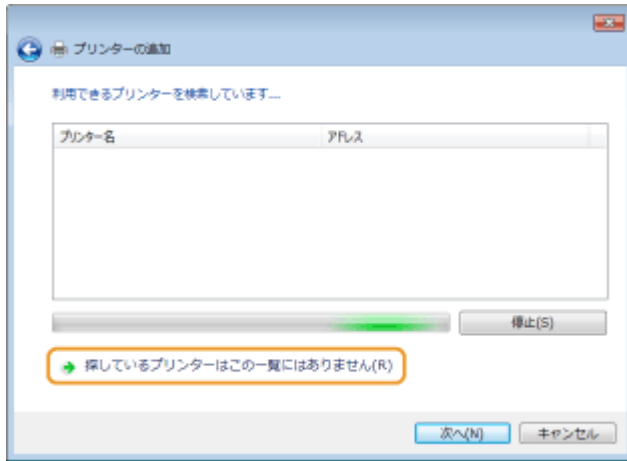 プリンターの追加
利用できるプリンターを検索しています...
プリンター名 アドレス
停止(S)
探しているプリンターはこの一覧にはありません(R)
次へ(N) キャンセル